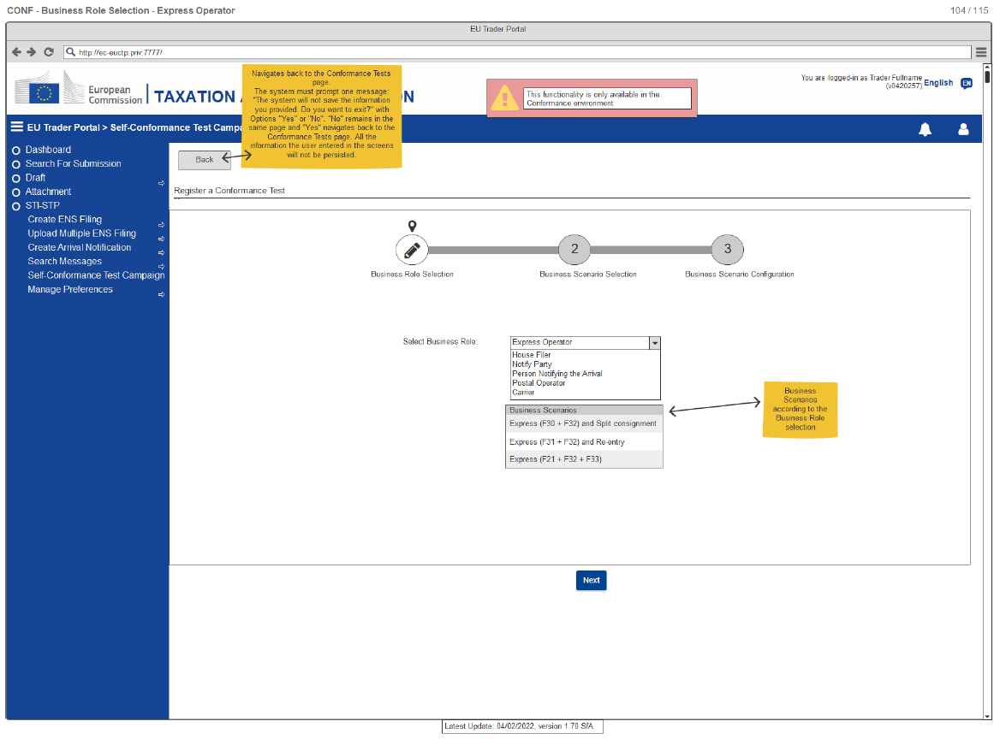 CONF - Business Role Selection - Express Operator
104 / 115
EU Trader Portal
http://ec-euctp.priv:7777/
European
Commission
TAXATION
N
Navigates back to the Conformance Tests
page.
The system must prompt one message:
"The system will not save the information
you provided. Do you want to exit?" with
Options "Yes" or "No". "No" remains in the
same page and "Yes" navigates back to the
Conformance Tests page. All the
information the user entered in the screens
will not be persisted.
This functionality is only available in the
Conformance environment
You are llogged-in as Trader Fullname
(v0420257)
English
EN
EU Trader Portal > Self-Conformance Test Campa
Dashboard
Search For Submission
Draft
Attachment
STI-STP
Create ENS Filing
Upload Multiple ENS Filing
Create Arrival Notification
Search Messages
Self-Conformance Test Campaign
Manage Preferences
Back
Register a Conformance Test
2
3
Business Role Selection
Business Scenario Selection
Business Scenario Configuration
Select Business Role:
Express Operator
House Filer
Notify Party
Person Notifying the Arrival
Postal Operator
Carrier
Business Scenarios
Express (F30 + F32) and Split consignment
Express (F31 + F32) and Re-entry
Express (F21 + F32 + F33)
Business
Scenarios
according to the
Business Role
selection
Next
Latest Update: 04/02/2022, version 1.70 SfA